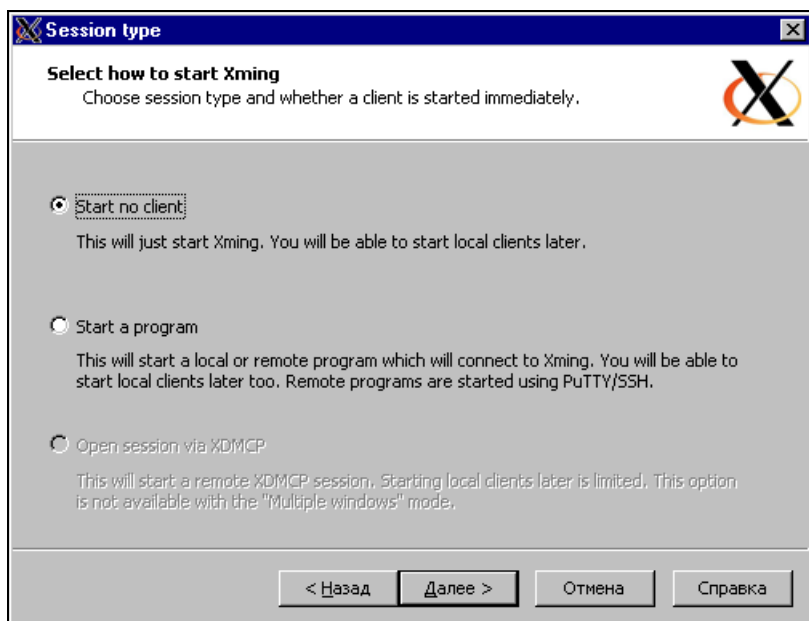 Session type
Select how to start Xming
Choose session type and whether a client is started immediately.
Start no client
This will just start Xming. You will be able to start local clients later.
Start a program
This will start a local or remote program which will connect to Xming. You will be able to
start local clients later too. Remote programs are started using PuTTY/SSH.
Open session via XDMCP
This will start a remote XDMCP session. Starting local clients later is limited. This option
is not available with the "Multiple windows" mode.
< Назад Далее > Отмена Справка